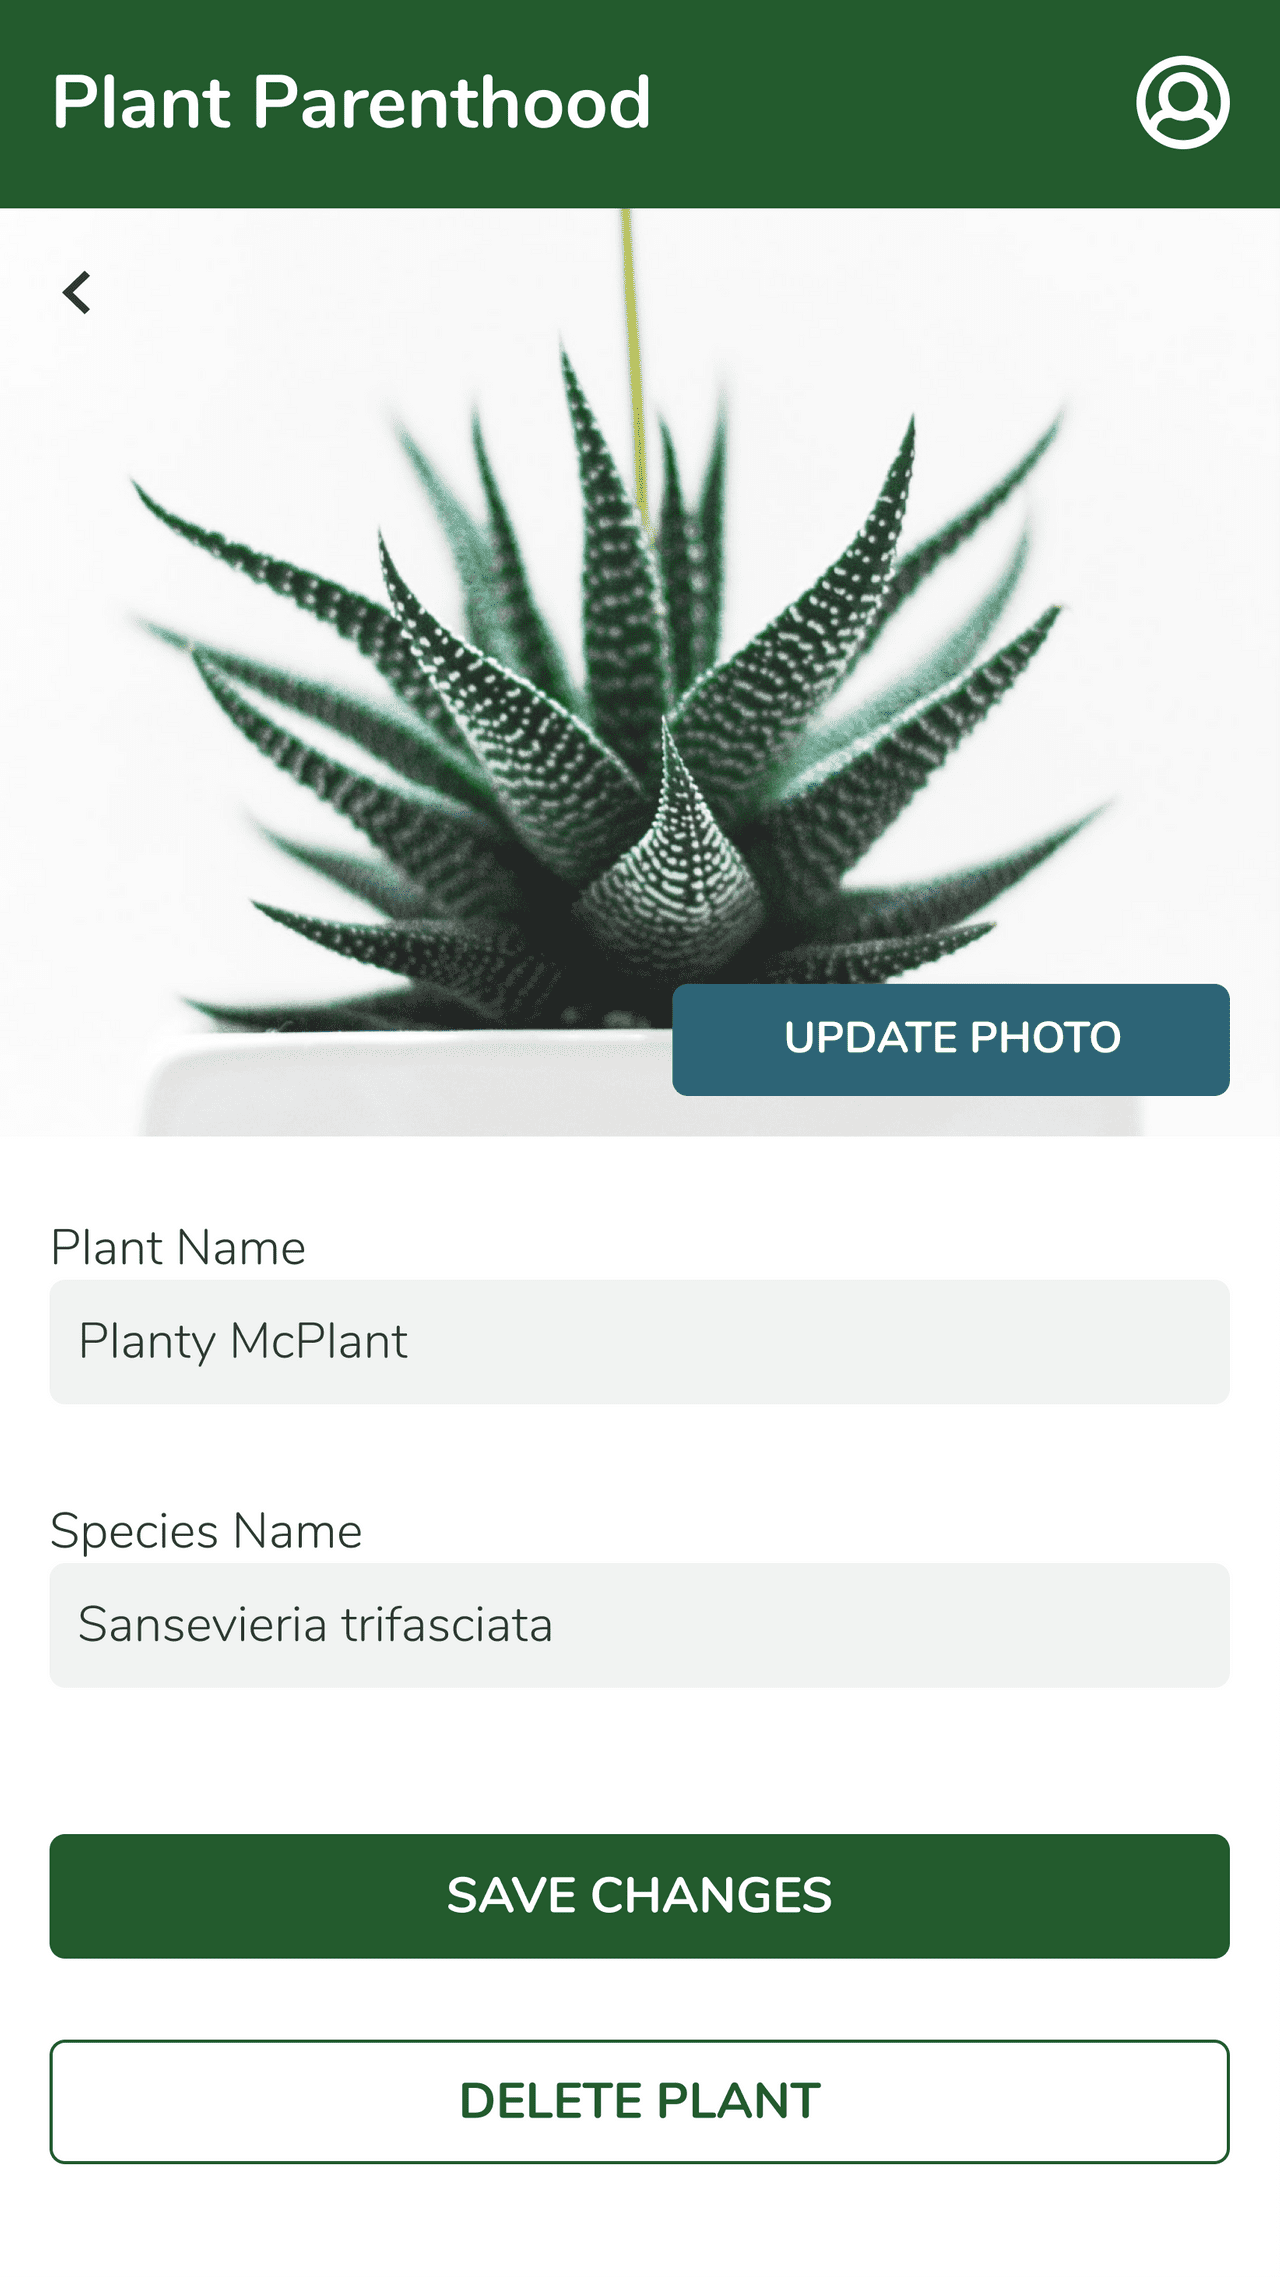 Plant Parenthood
UPDATE PHOTO
Plant Name
Planty McPlant
Species Name
Sansevieria trifasciata
SAVE CHANGES
DELETE PLANT